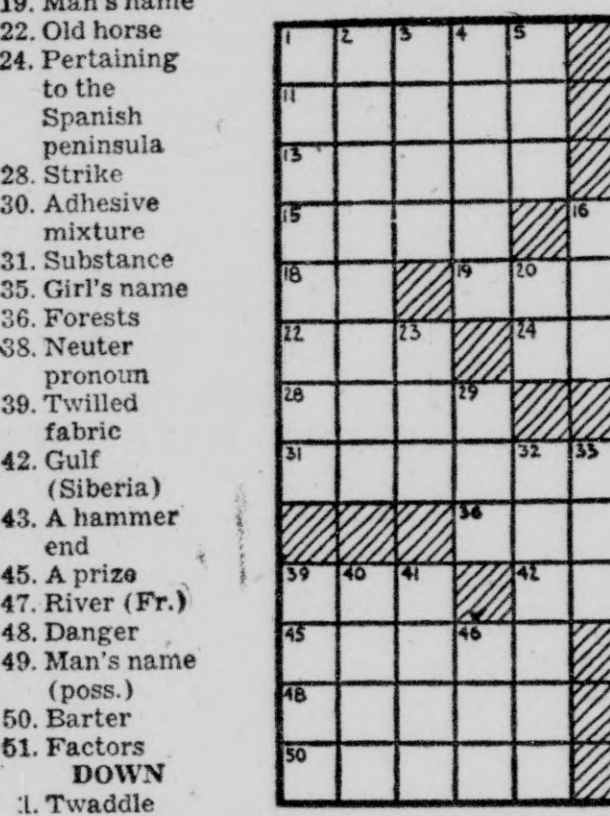 19. Man's name
22. Old horse
24. Pertaining
to the
Spanish
peninsula
28. Strike
30. Adhesive
mixture
31. Substance
35. Girl's name
36. Forests
38. Neuter
pronoun
39. Twilled
fabric
42. Gulf
(Siberia)
43. A hammer
end
45. A prize
47. River (Fr.)
48. Danger
49. Man's name
(poss.)
50. Barter
51. Factors
DOWN
1. Twaddle
1 2 3 4 5
11
13
15 16
18 19 20
22 23 24
28 29
31 32 33
36
39 40 41 42
45 46
48
50